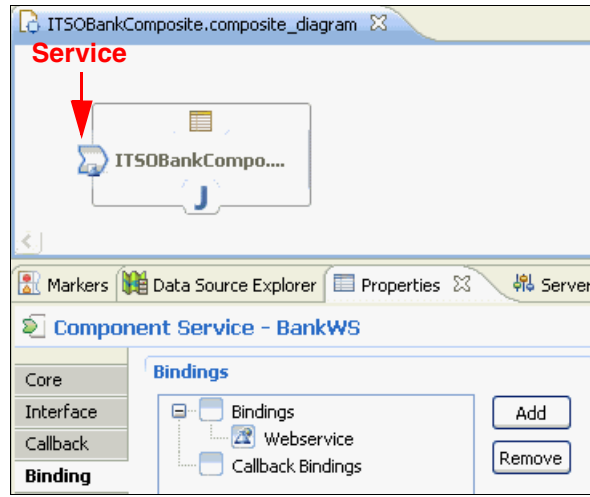 ITSOBankComposite.composite_diagram
Service
ITSOBankCompo....
J
Markers Data Source Explorer Properties Server
Component Service - BankWS
Core
Interface
Callback
Binding
Bindings
Bindings
Webservice
Callback Bindings
Add
Remove